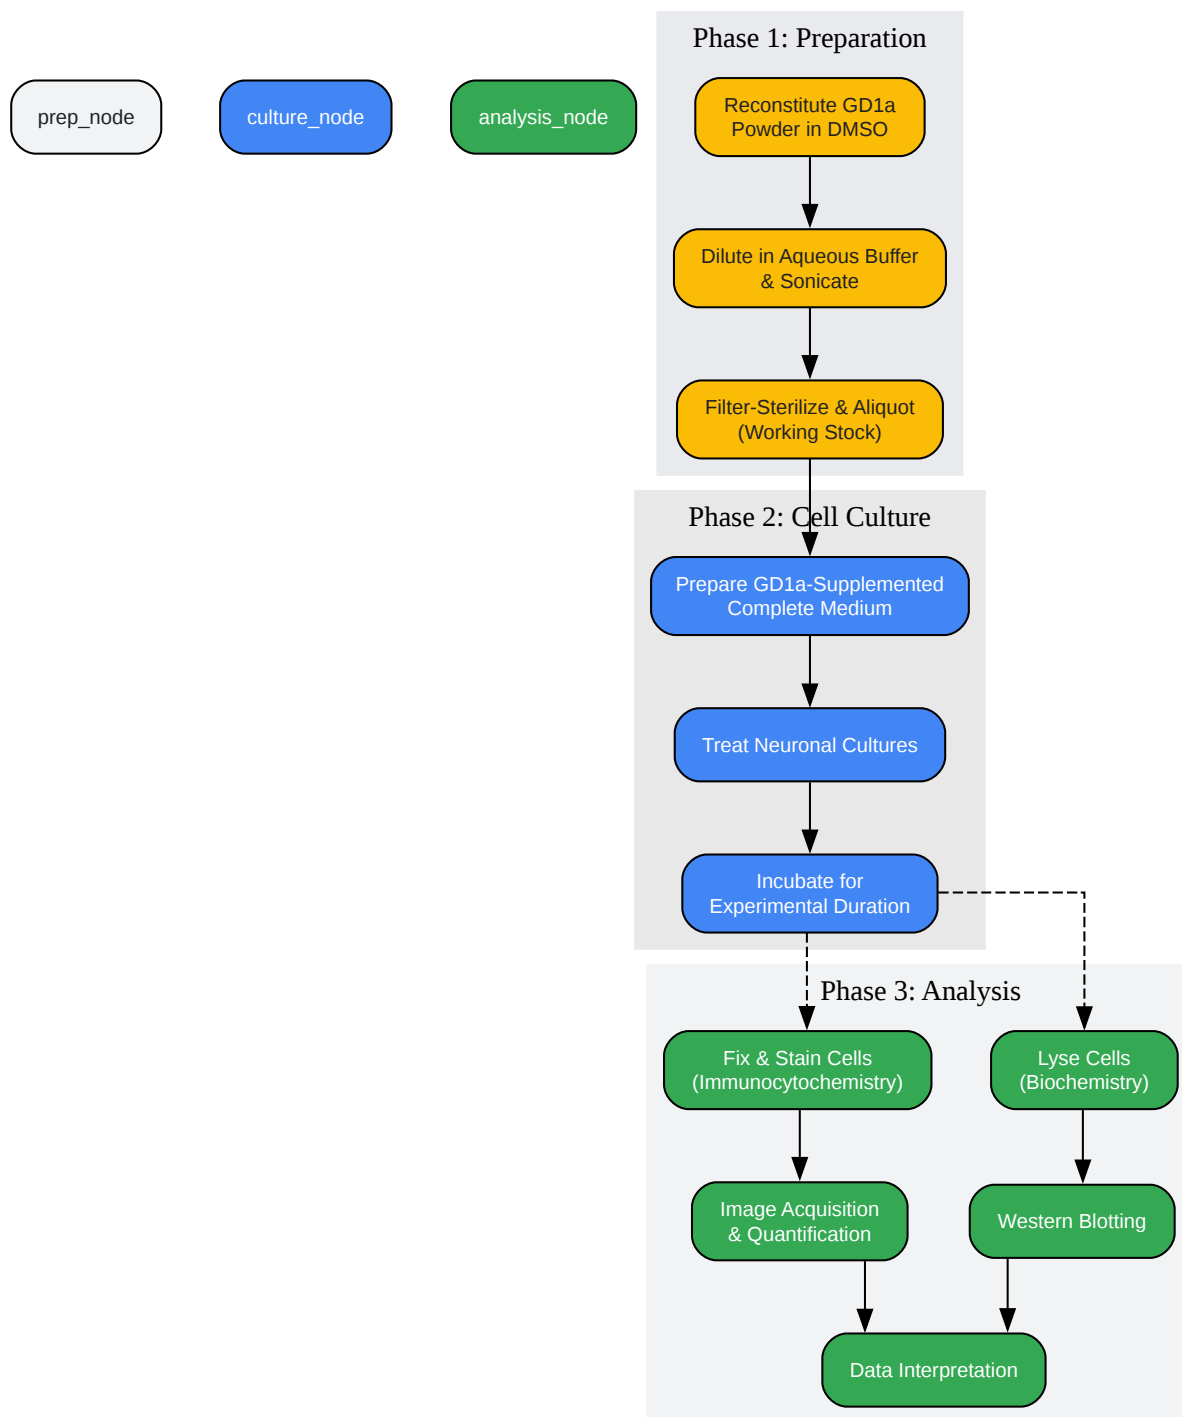 Phase 1: Preparation
prep_node
culture_node
analysis_node
Reconstitute GD1a
Powder in DMSO
Dilute in Aqueous Buffer
& Sonicate
Filter-Sterilize & Aliquot
(Working Stock)
Phase 2: Cell Culture
Prepare GD1a-Supplemented
Complete Medium
Treat Neuronal Cultures
Incubate for
Experimental Duration
Phase 3: Analysis
Fix & Stain Cells
(Immunocytochemistry)
Lyse Cells
(Biochemistry)
Image Acquisition
& Quantification
Western Blotting
Data Interpretation